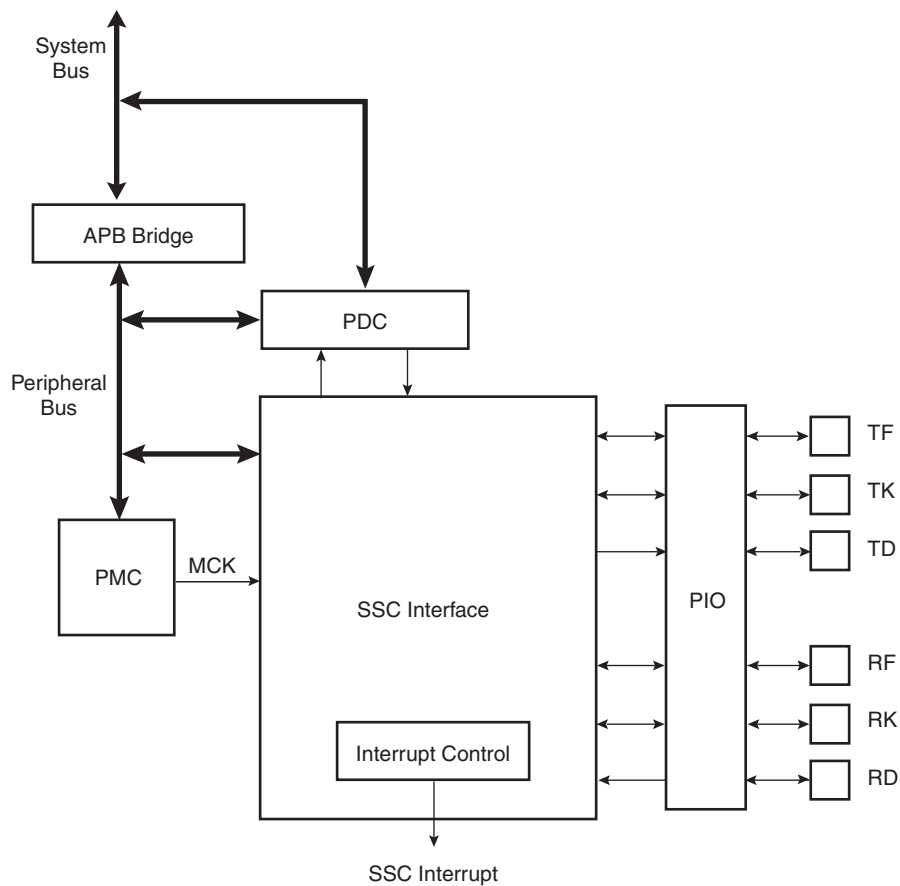 System
Bus
APB Bridge
PDC
Peripheral
Bus
PMC
MCK
SSC Interface
Interrupt Control
SSC Interrupt
PIO
TF
TK
TD
RF
RK
RD